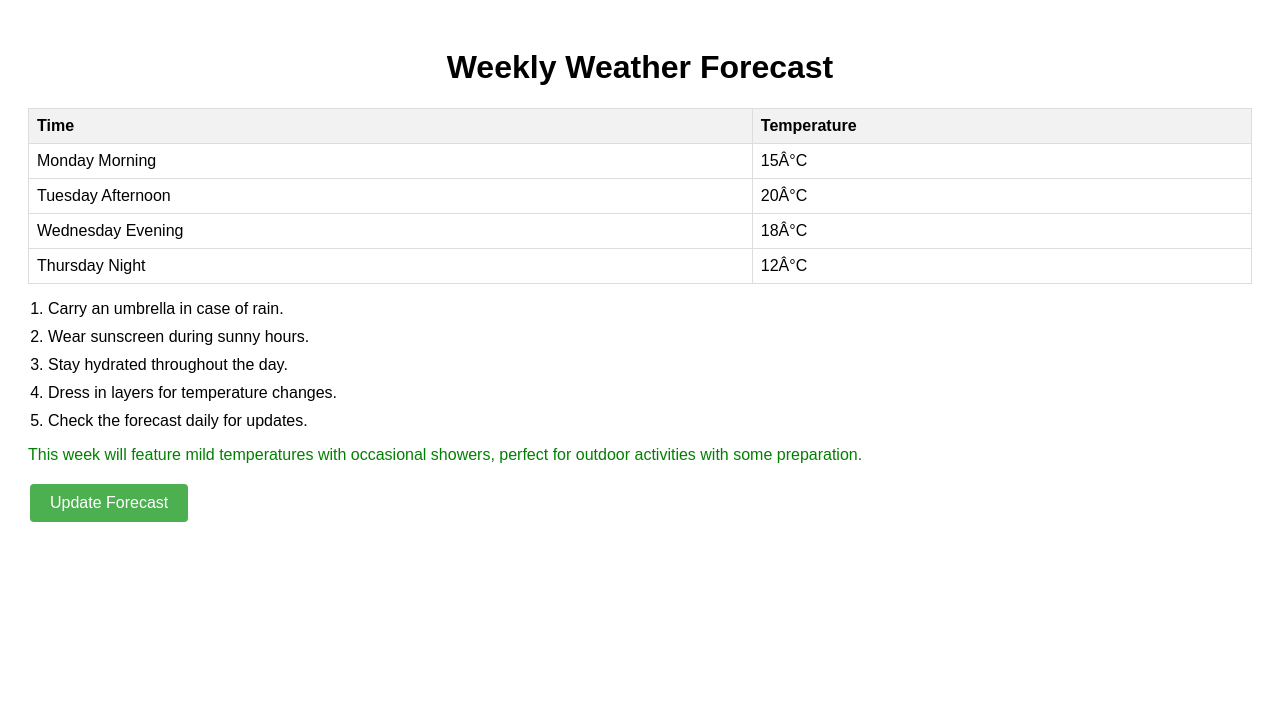 Weekly Weather Forecast
Time Temperature
Monday Morning 15Â°C
Tuesday Afternoon 20Â°C
Wednesday Evening 18Â°C
Thursday Night 12Â°C
1. Carry an umbrella in case of rain.
2. Wear sunscreen during sunny hours.
3. Stay hydrated throughout the day.
4. Dress in layers for temperature changes.
5. Check the forecast daily for updates.
This week will feature mild temperatures with occasional showers, perfect for outdoor activities with some preparation.
Update Forecast